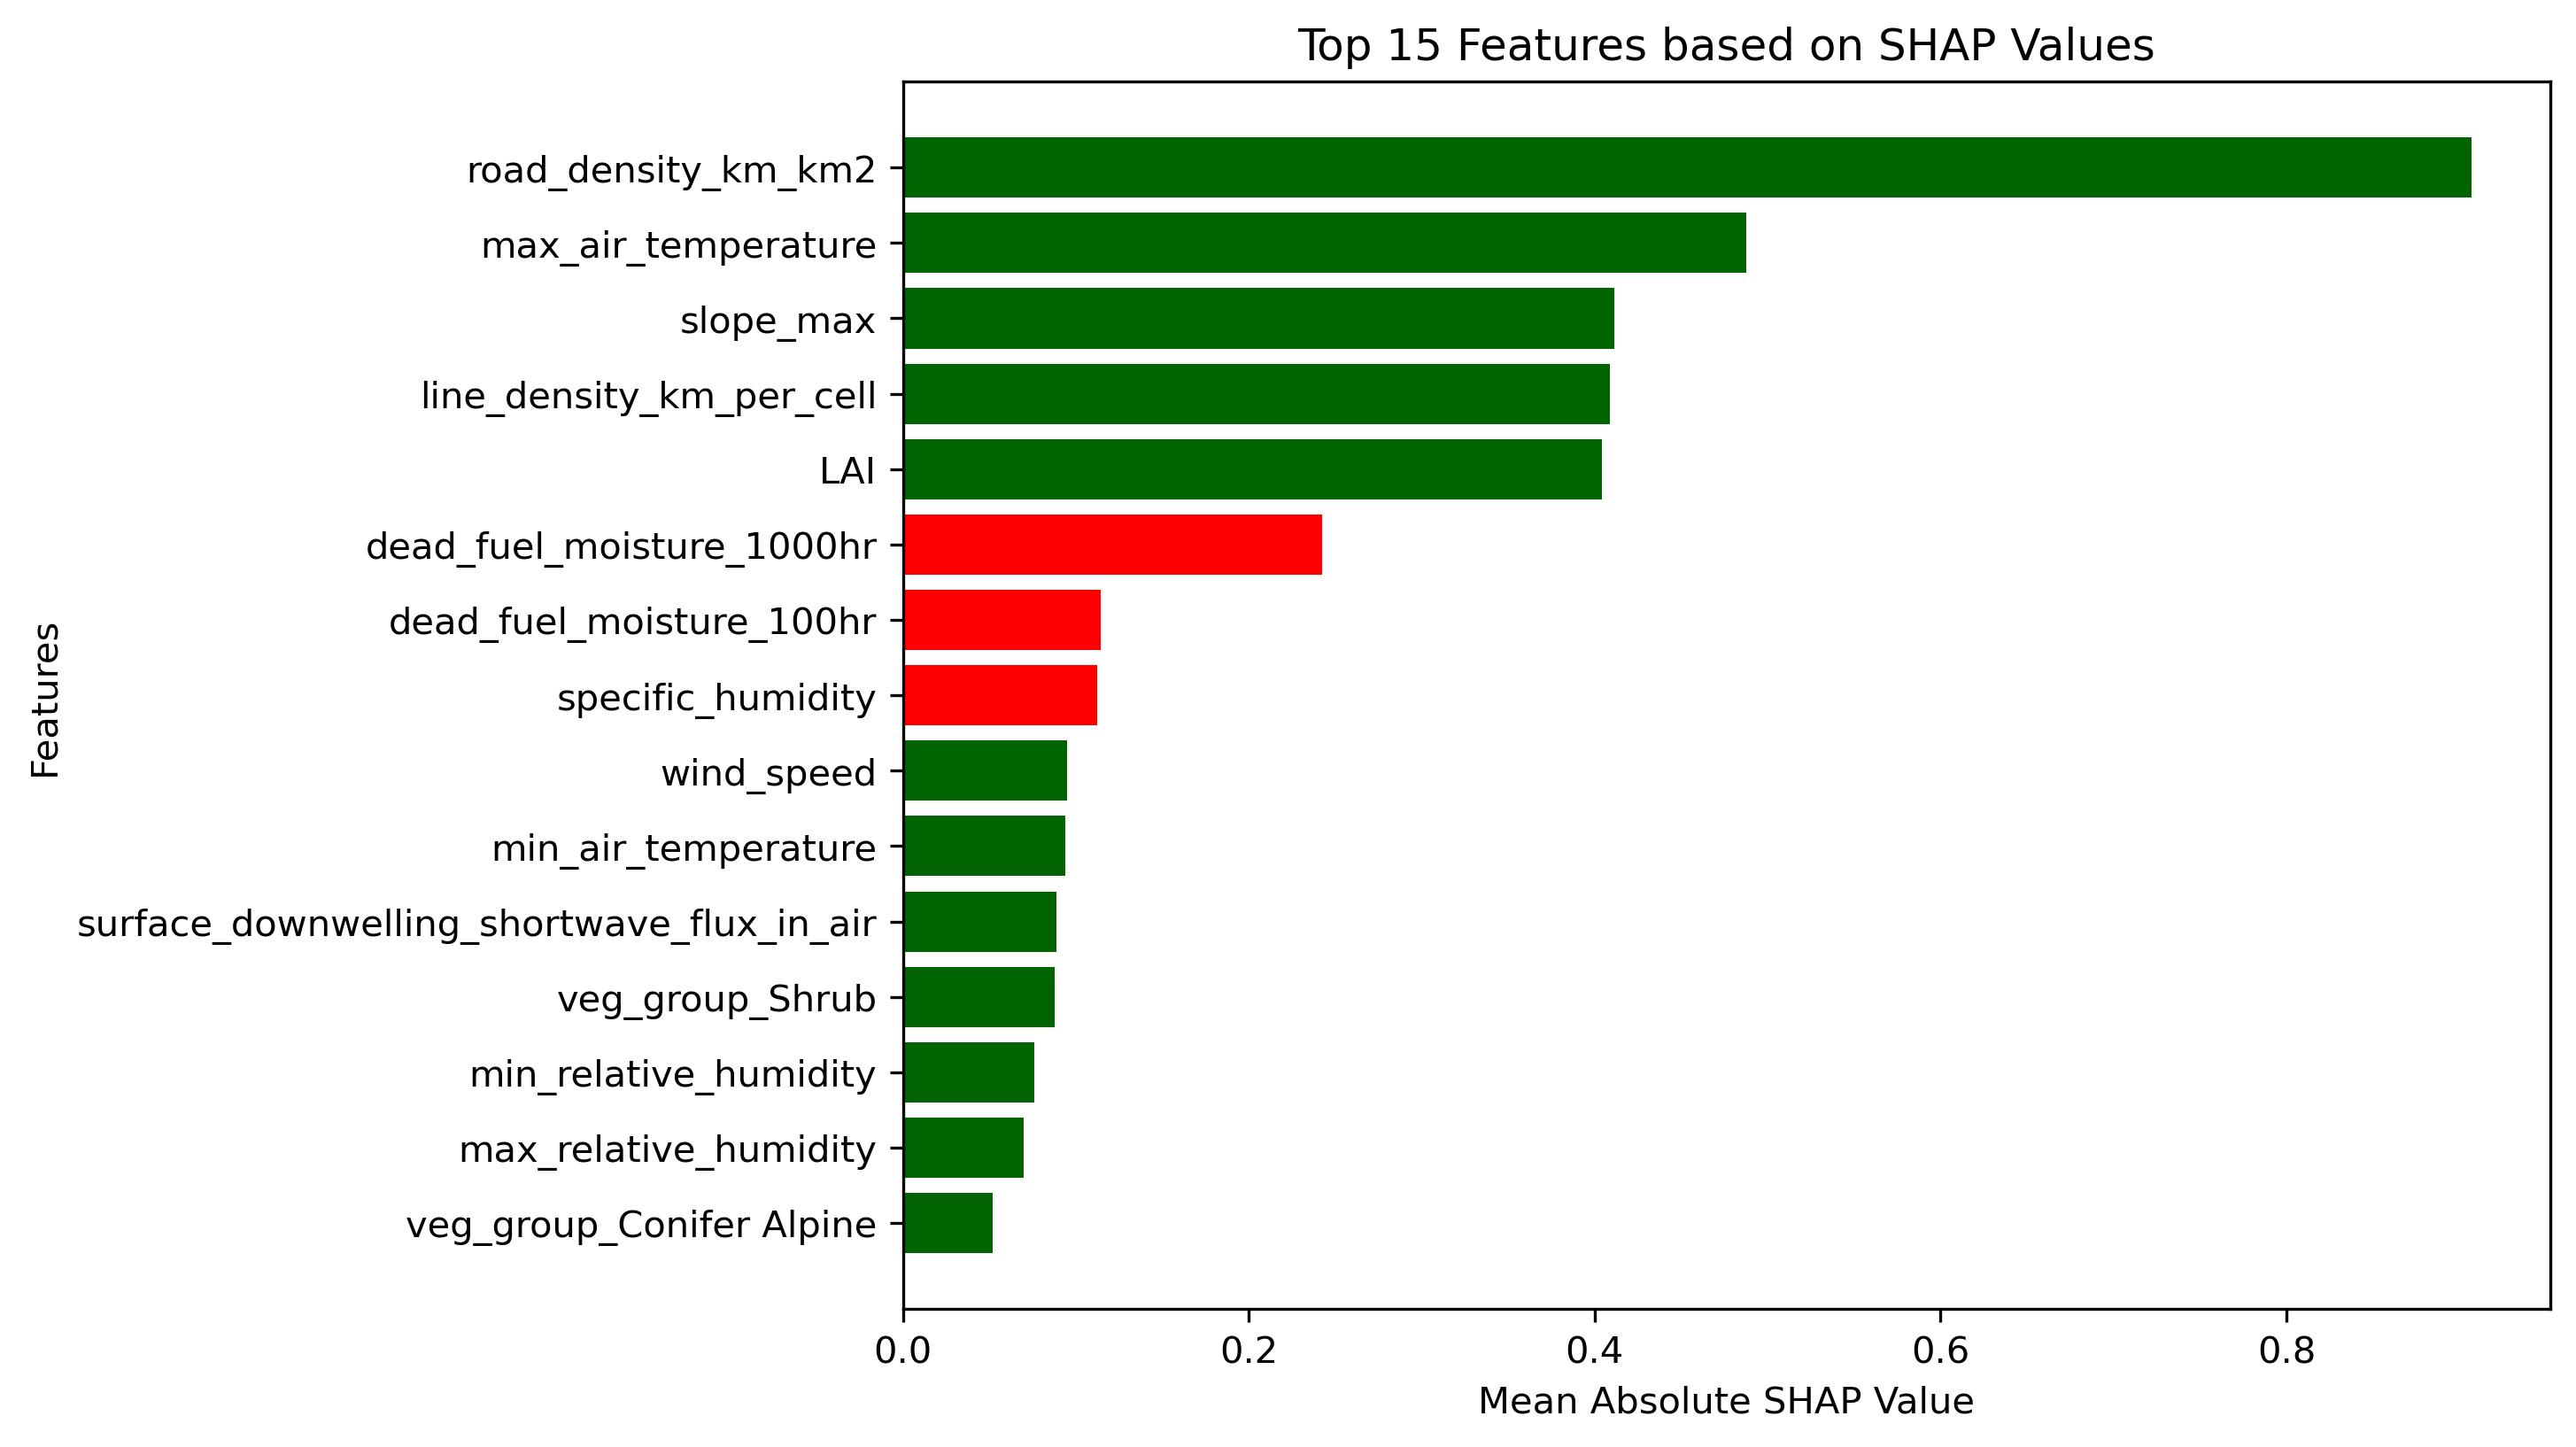 Top 15 Features based on SHAP Values
road_density_km_km2
max_air_temperature
slope_max
line_density_km_per_cell
LAI
dead_fuel_moisture_1000hr
dead_fuel_moisture_100hr
specific_humidity
wind_speed
min_air_temperature
surface_downwelling_shortwave_flux_in_air
veg_group_Shrub
min_relative_humidity
max_relative_humidity
veg_group_Conifer Alpine
Features
0.0 0.2 0.4 0.6 0.8
Mean Absolute SHAP Value